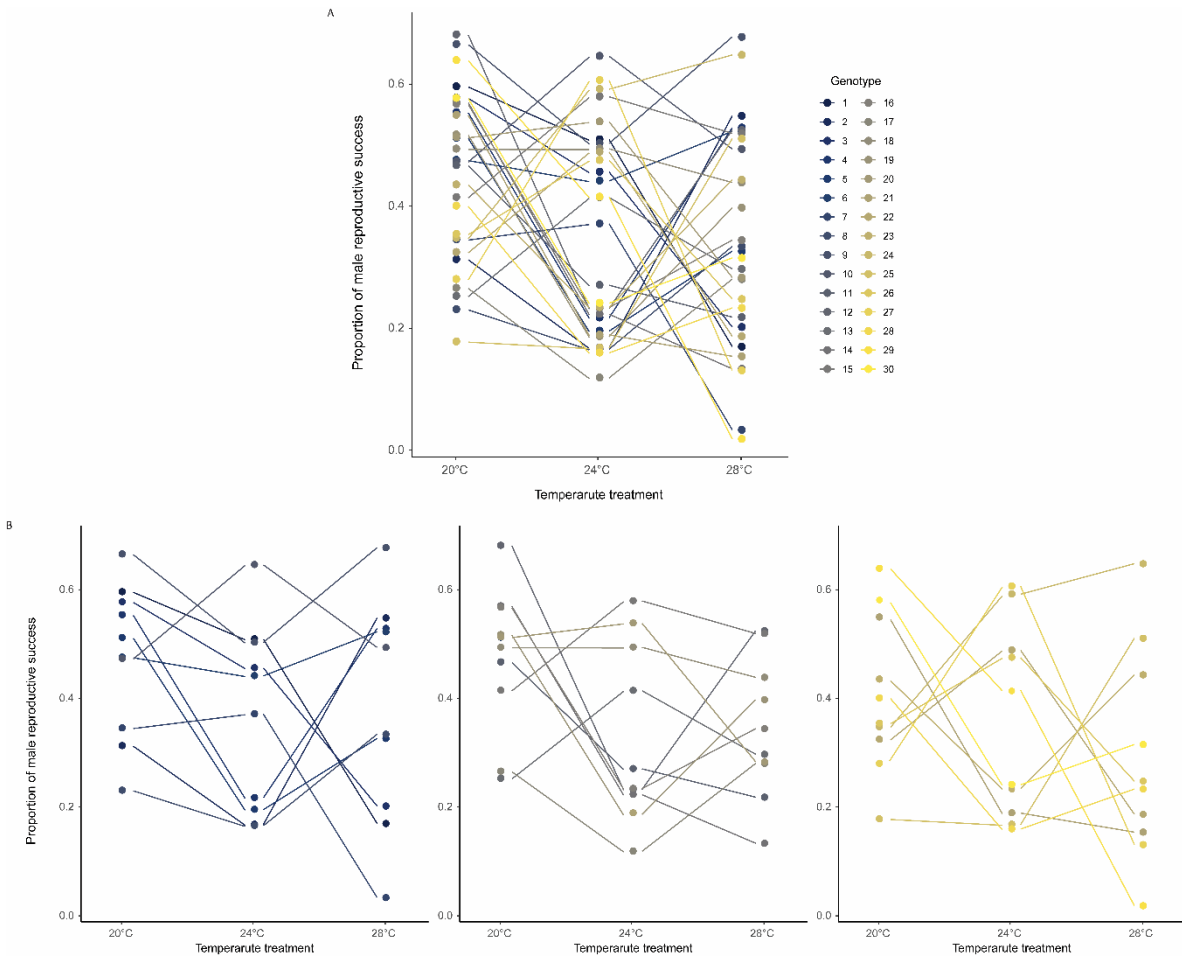 A
Proportion of male reproductive success
0.6
0.4
0.2
0.0
20°C 24°C 28°C
Temperarute treatment
Genotype
1 16
2 17
3 18
4 19
5 20
6 21
7 22
8 23
9 24
10 25
11 26
12 27
13 28
14 29
15 30
B
Proportion of male reproductive success
0.6
0.4
0.2
0.0
20°C 24°C 28°C
Temperarute treatment
0.6
0.4
0.2
0.0
20°C 24°C 28°C
Temperarute treatment
0.6
0.4
0.2
0.0
20°C 24°C 28°C
Temperarute treatment